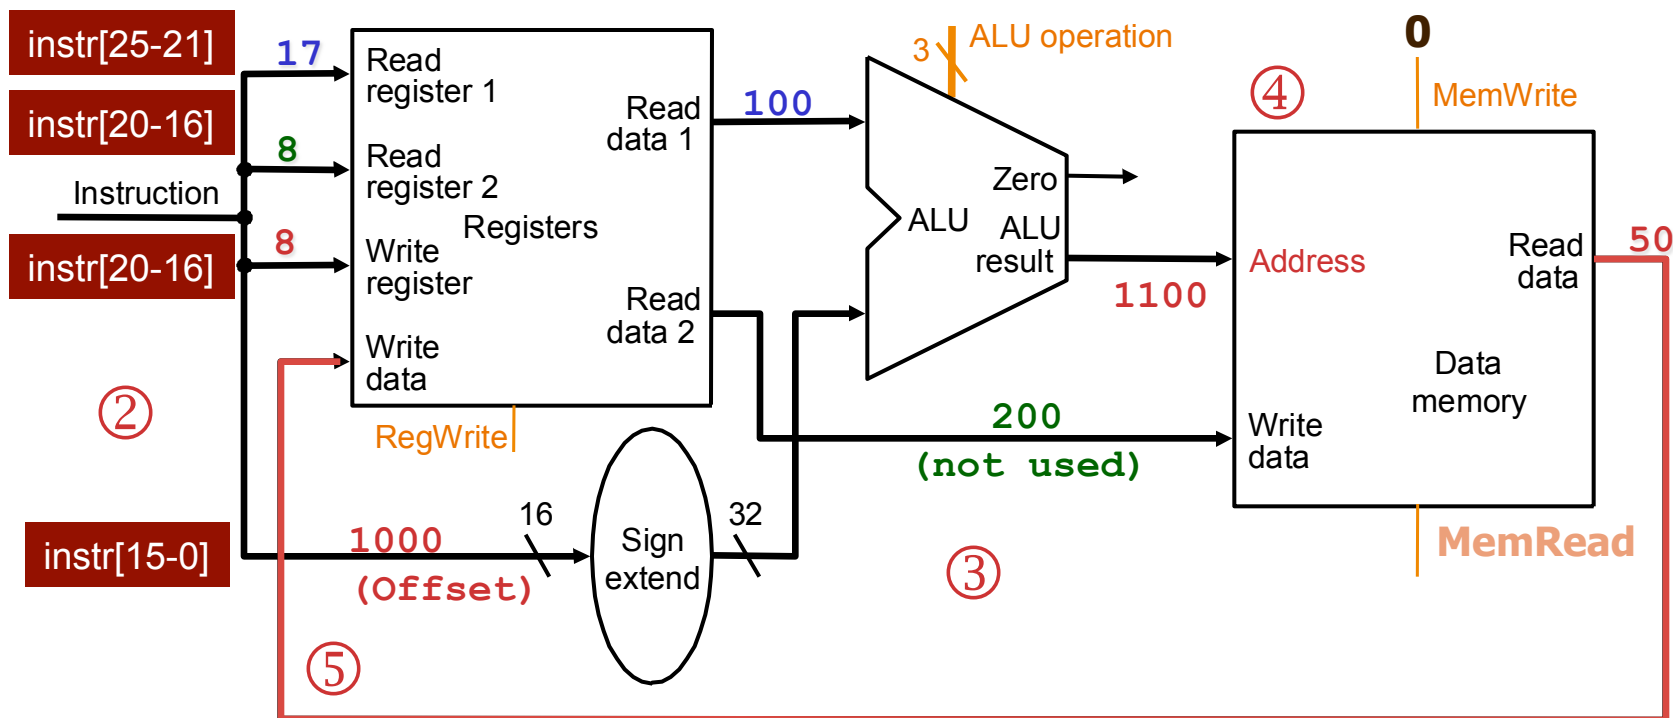 instr[25-21]
17
Read
register 1
instr[20-16]
8
Read
register 2
Instruction
Registers
instr[20-16]
8
Write
register
Write
data
Read
data 1
100
Read
data 2
RegWrite
②
3
ALU operation
Zero
ALU
ALU
result
1100
200
(not used)
④
0
MemWrite
Address
Read
data
50
Data
memory
Write
data
MemRead
instr[15-0]
1000
(Offset)
16
Sign
extend
32
③
⑤